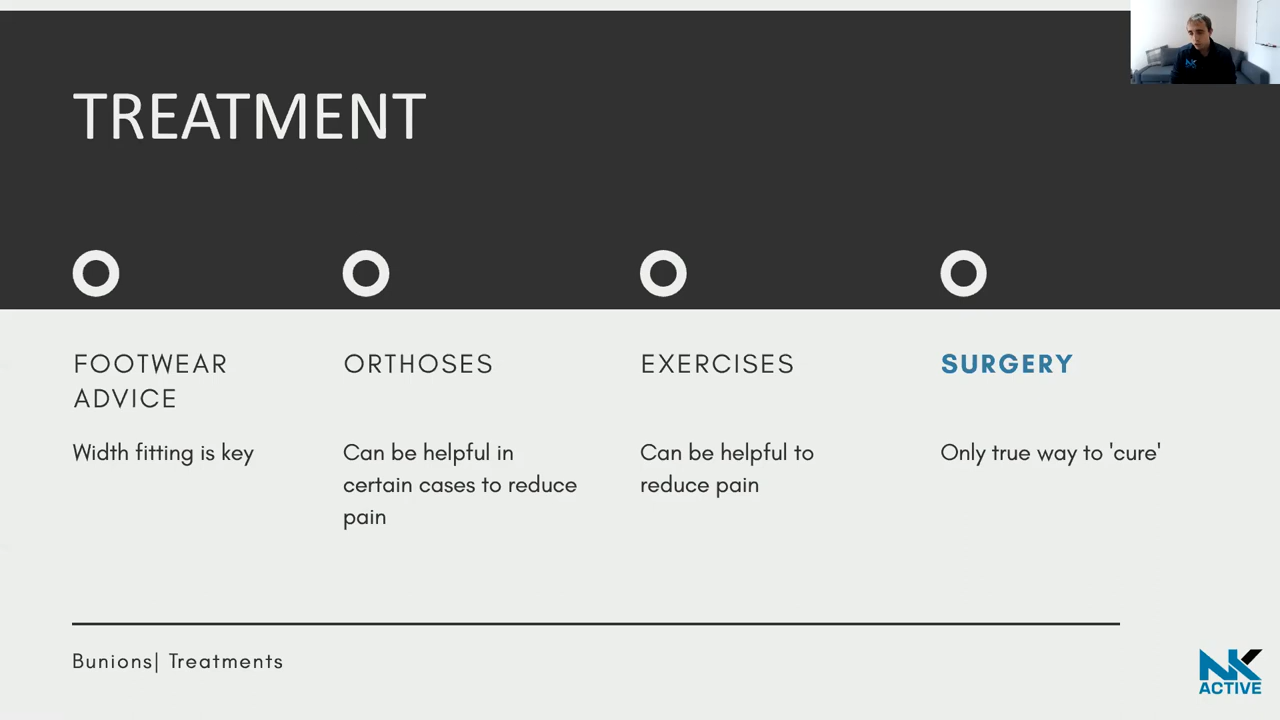 TREATMENT
FOOTWEAR
ADVICE
Width fitting is key
ORTHOSES
Can be helpful in
certain cases to reduce
pain
EXERCISES
Can be helpful to
reduce pain
SURGERY
Only true way to 'cure'
Bunions| Treatments
NK
ACTIVE
NK